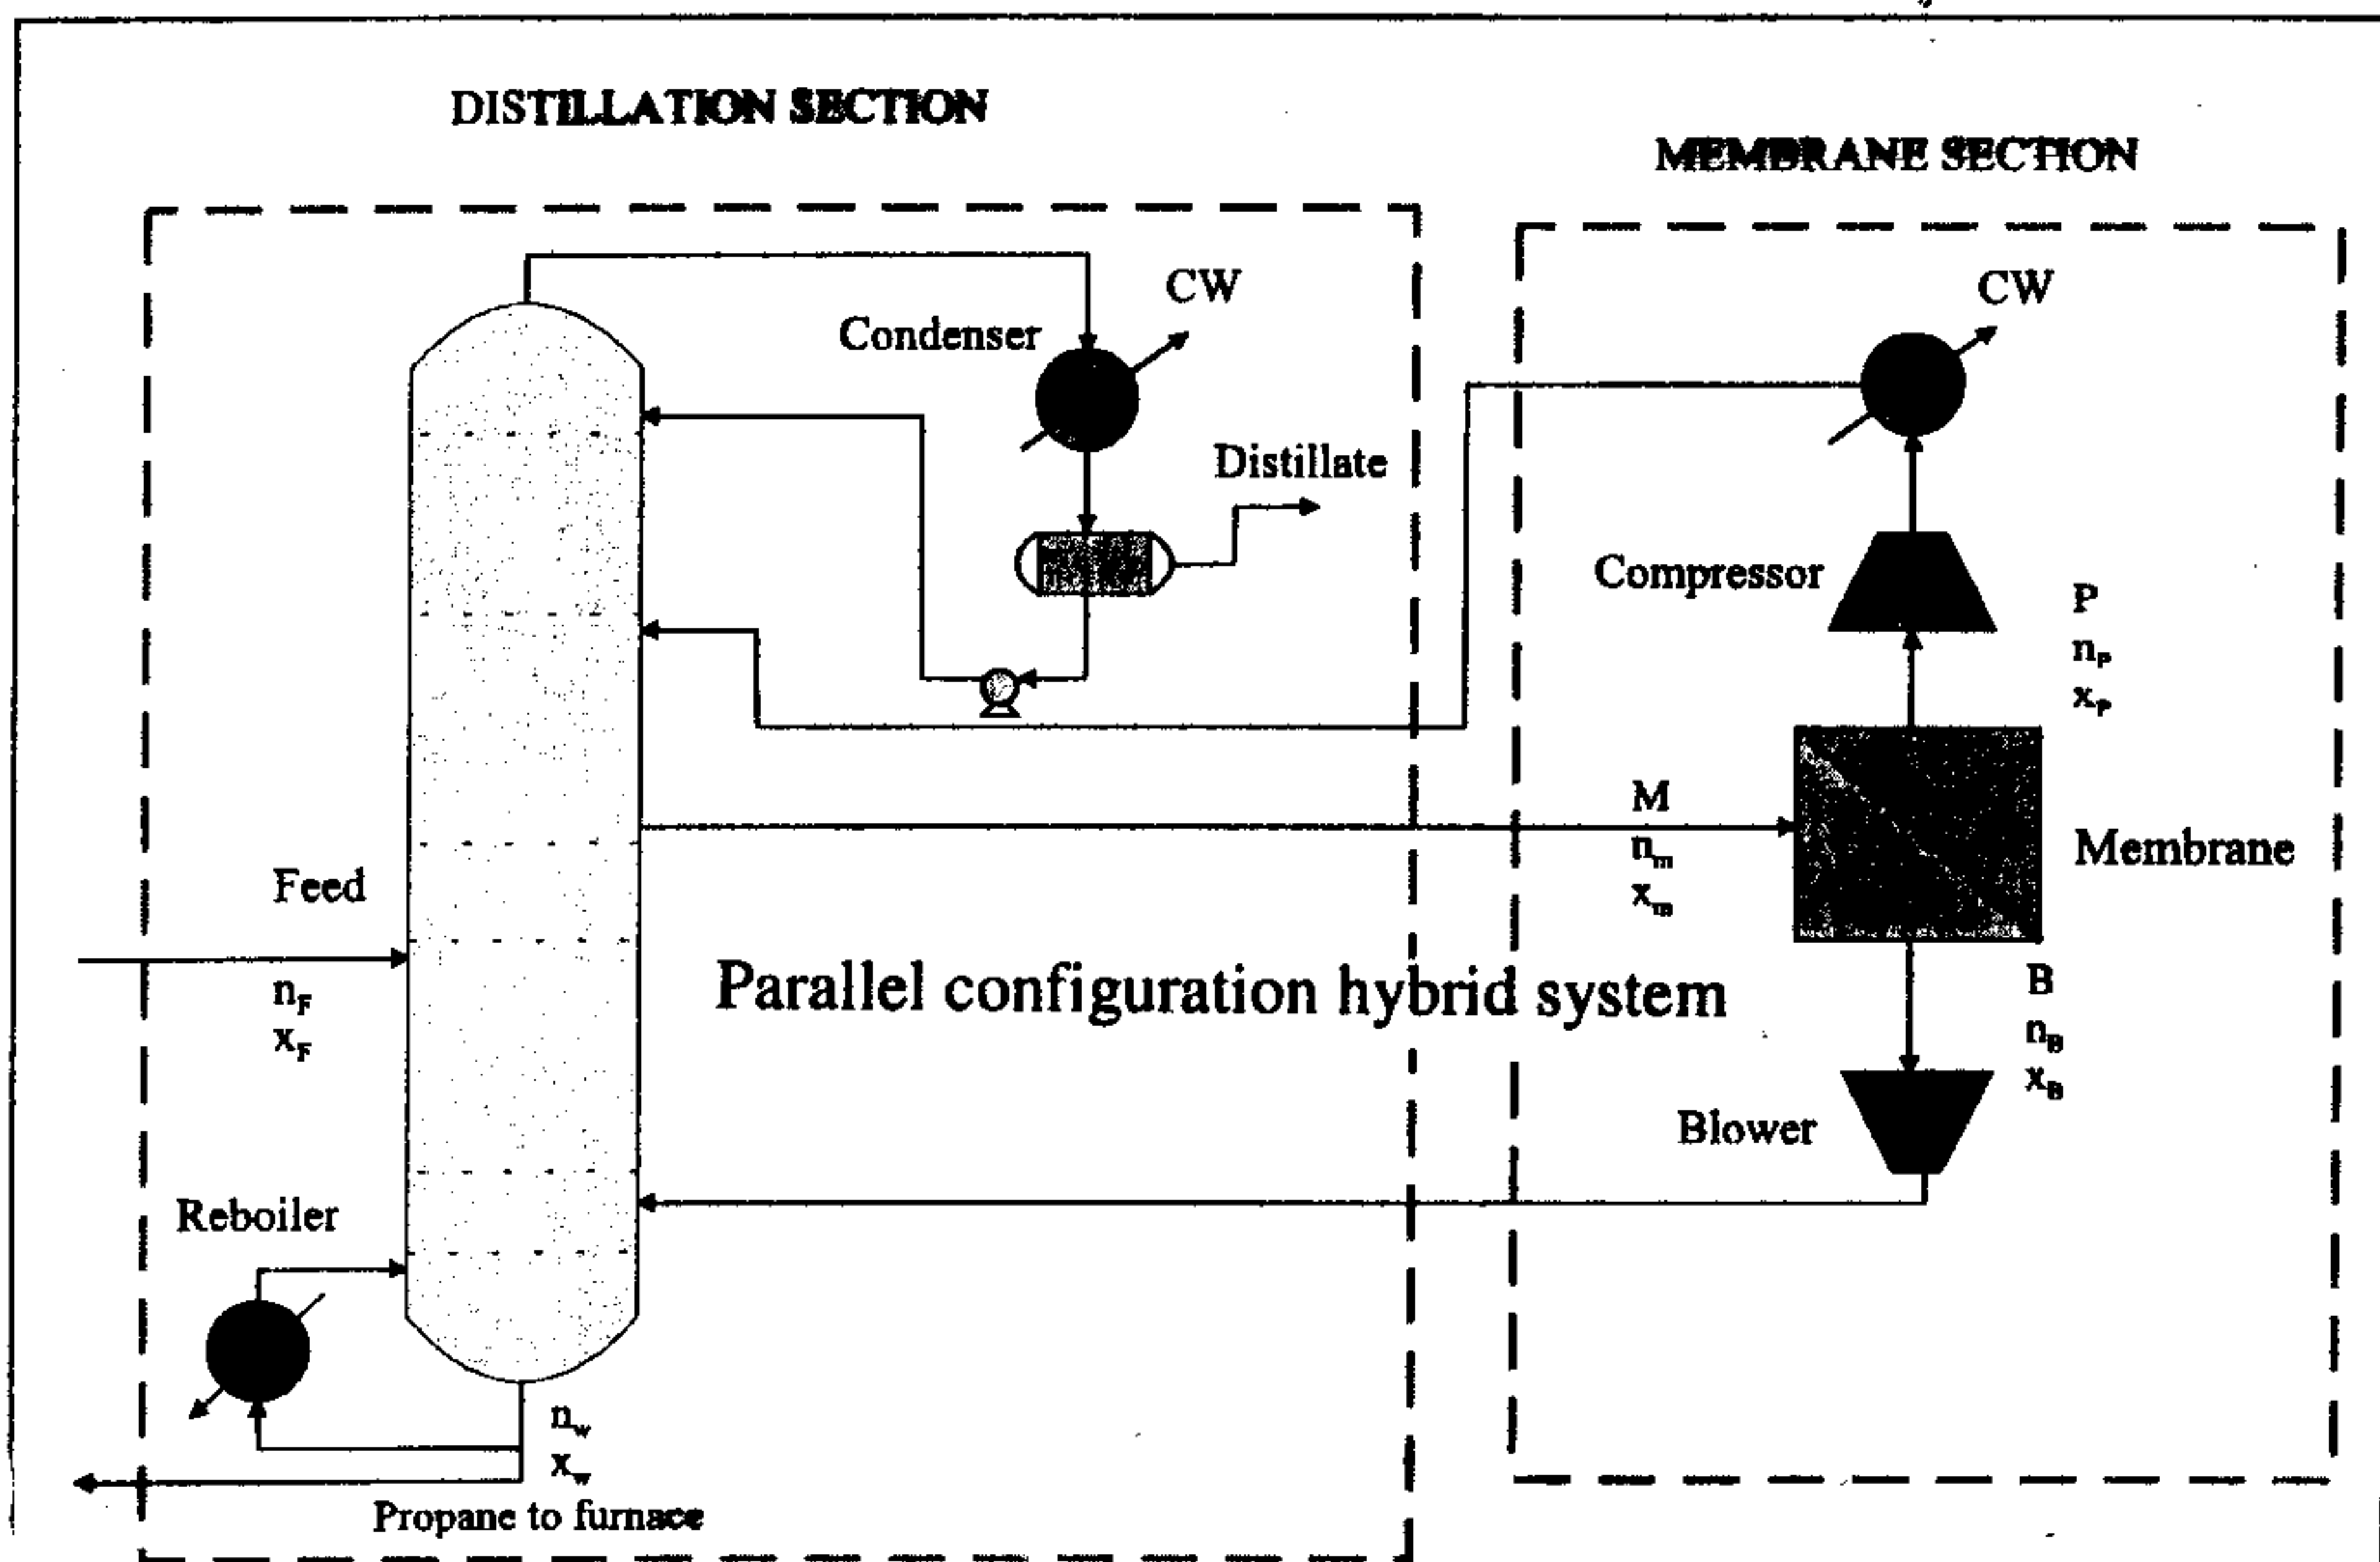 DISTILLATION SECTION
MEMBRANE SECTION
CW
Condenser
CW
Distillate
Compressor
P
n_P
x_P
M
n_m
x_m
Membrane
Feed
n_F
x_F
Parallel configuration hybrid system
B
n_B
x_B
Blower
Reboiler
n_w
x_w
Propane to furnace